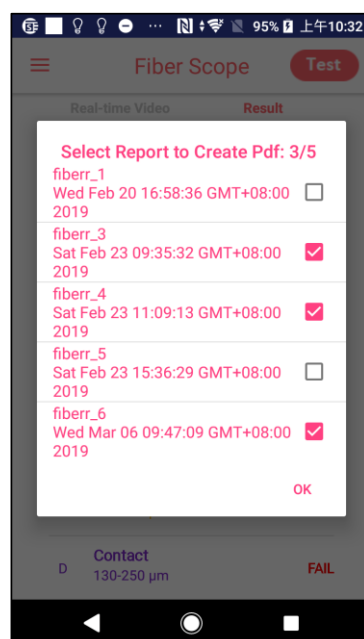 95% 上午10:32
Fiber Scope
Test
Real-time Video Result
Select Report to Create Pdf: 3/5
fiberr_1
Wed Feb 20 16:58:36 GMT+08:00
2019
fiberr_3
Sat Feb 23 09:35:32 GMT+08:00
2019
fiberr_4
Sat Feb 23 11:09:13 GMT+08:00
2019
fiberr_5
Sat Feb 23 15:36:29 GMT+08:00
2019
fiberr_6
Wed Mar 06 09:47:09 GMT+08:00
2019
OK
D Contact FAIL
130-250 μm